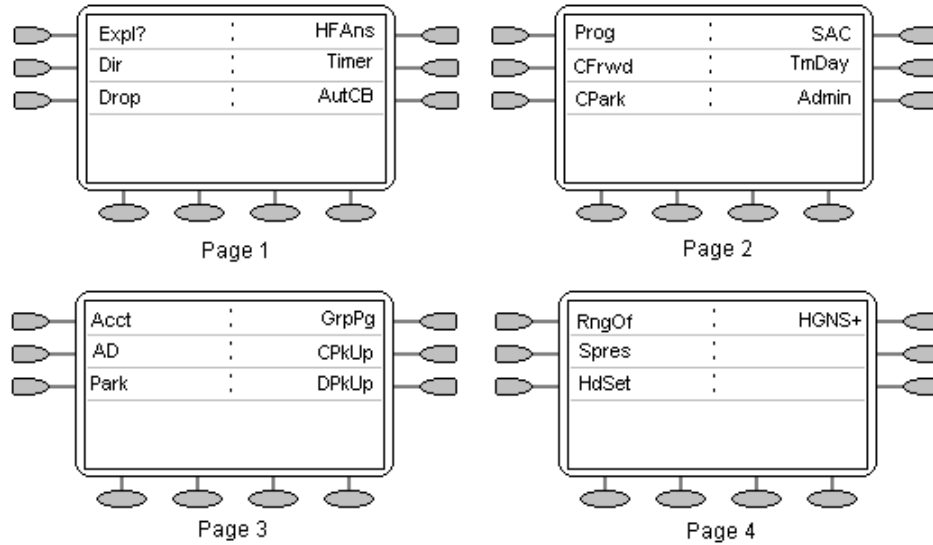 Expl? : HFAns
Dir : Timer
Drop : AutCB
Page 1
Prog : SAC
CFrwd : TmDay
CPark : Admin
Page 2
Acct : GrpPg
AD : CPkUp
Park : DPkUp
Page 3
RngOf : HGNS+
Spres :
HdSet :
Page 4